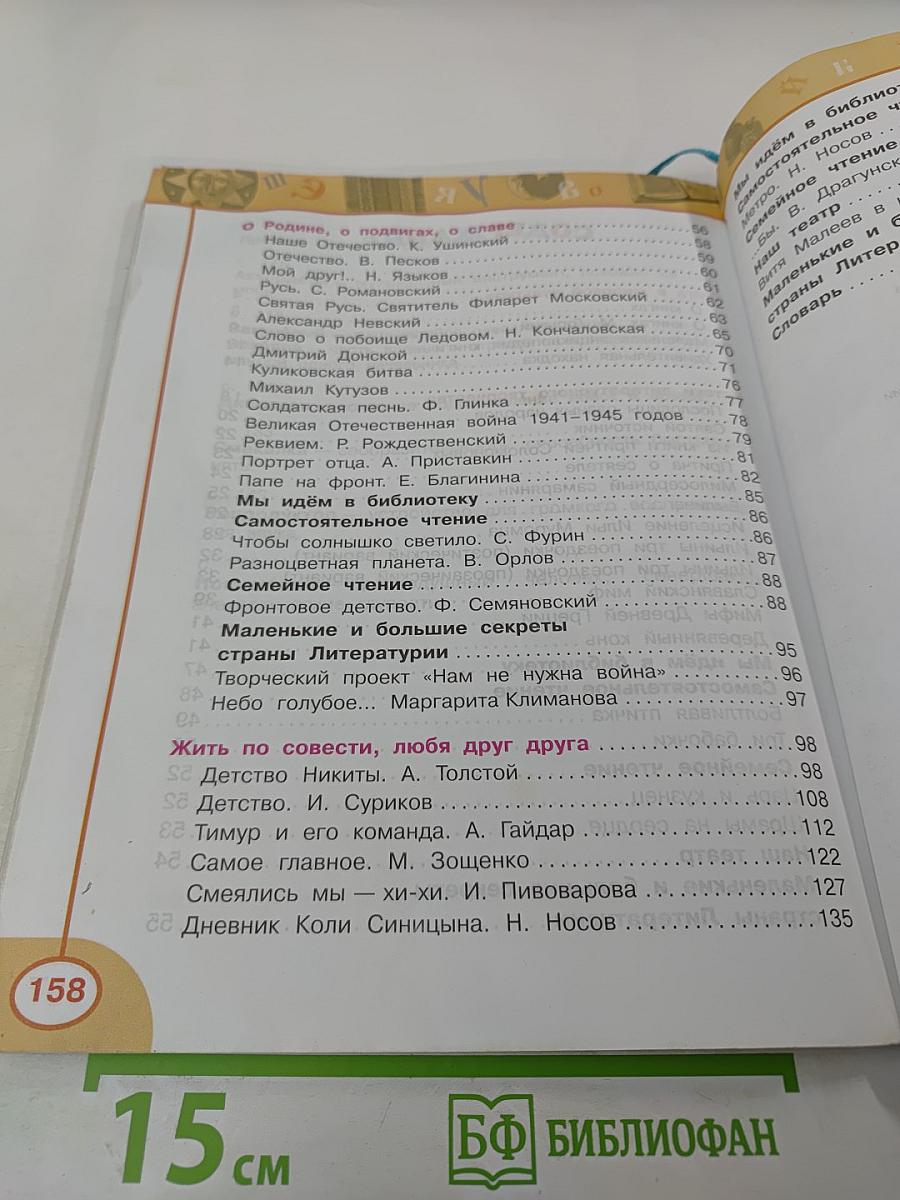 О Родине, о подвигах, о славе 56
Наше Отечество. К. Ушинский 58
Отечество. В. Песков 59
Мой друг!.. Н. Языков 60
Русь. С. Романовский 61
Святая Русь. Святитель Филарет Московский 62
Александр Невский 63
Слово о побоище Ледовом. Н. Кончаловская 65
Дмитрий Донской 70
Куликовская битва 71
Михаил Кутузов 76
Солдатская песнь. Ф. Глинка 77
Великая Отечественная война 1941–1945 годов 78
Реквием. Р. Рождественский 79
Портрет отца. А. Приставкин 81
Папе на фронт. Е. Благинина 82
Мы идём в библиотеку 85
Самостоятельное чтение 86
Чтобы солнышко светило. С. Фурин 86
Разноцветная планета. В. Орлов 87
Семейное чтение 88
Фронтовое детство. Ф. Семяновский 88
Маленькие и большие секреты
страны Литературии 95
Творческий проект «Нам не нужна война» 96
Небо голубое... Маргарита Климанова 97
Жить по совести, любя друг друга 98
Детство Никиты. А. Толстой 98
Детство. И. Суриков 108
Тимур и его команда. А. Гайдар 112
Самое главное. М. Зощенко 122
Смеялись мы — хи-хи. И. Пивоварова 127
Дневник Коли Синицына. Н. Носов 135
158
Мы идём в
Самостоятельное
Метро. Н. Носов
Семейное чтение
...Бы. В.
Наш театр
Витя Малеев в
Маленькие и
страны
Словарь
15 см
БФ БИБЛИОФАН